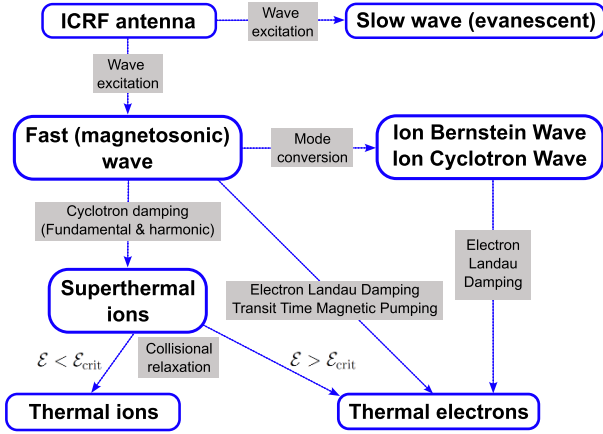 ICRF antenna
Wave
excitation
Slow wave (evanescent)
Wave
excitation
Fast (magnetosonic)
wave
Mode
conversion
Ion Bernstein Wave
Ion Cyclotron Wave
Cyclotron damping
(Fundamental & harmonic)
Electron
Landau
Damping
Superthermal
ions
Electron Landau Damping
Transit Time Magnetic Pumping
ℰ < ℰcrit
Collisional
relaxation
ℰ > ℰcrit
Thermal ions
Thermal electrons